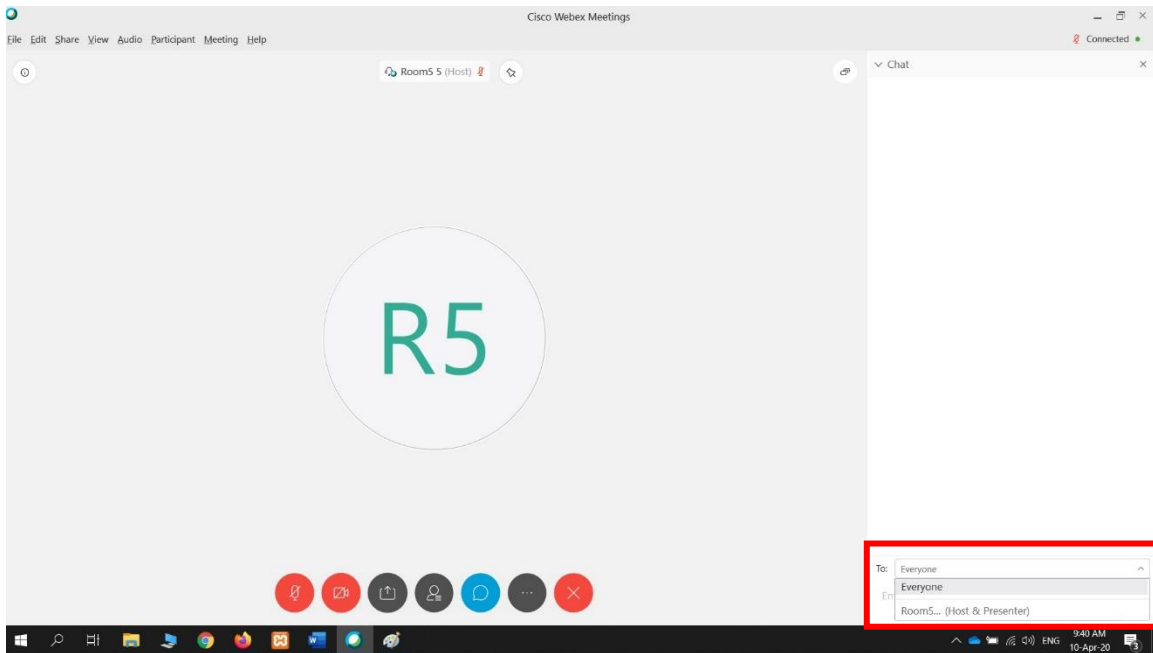 Cisco Webex Meetings
File Edit Share View Audio Participant Meeting Help
Connected
Room5 5 (Host)
Chat
R5
To: Everyone
Everyone
Room5... (Host & Presenter)
ENG
9:40 AM
10-Apr-20
3